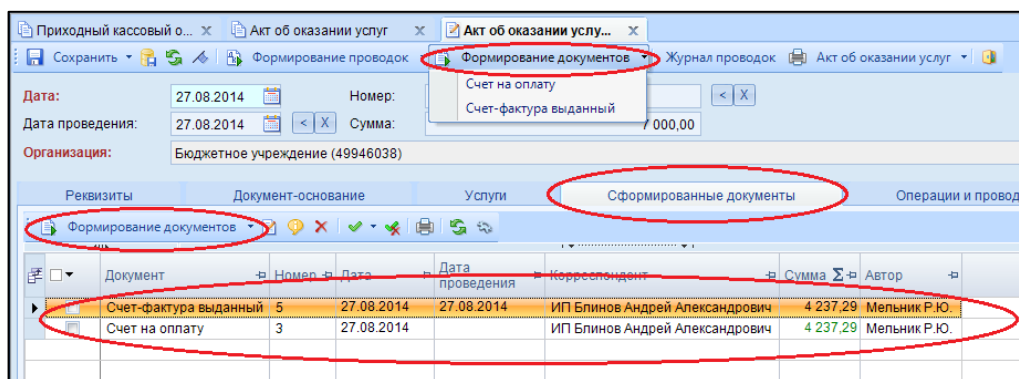 Приходный кассовый о... x Акт об оказании услуг x Акт об оказании услу... x
Сохранить Формирование проводок Формирование документов Журнал проводок Акт об оказании услуг
Счет на оплату
Счет-фактура выданный
Дата: 27.08.2014 Номер: < X
Дата проведения: 27.08.2014 < X Сумма: 7 000,00
Организация: Бюджетное учреждение (49946038)
Реквизиты Документ-основание Услуги Сформированные документы Операции и провод
Формирование документов
Документ Номер Дата Дата проведения Корреспондент Сумма Σ Автор
Счет-фактура выданный 5 27.08.2014 27.08.2014 ИП Блинов Андрей Александрович 4 237,29 Мельник Р.Ю.
Счет на оплату 3 27.08.2014 ИП Блинов Андрей Александрович 4 237,29 Мельник Р.Ю.